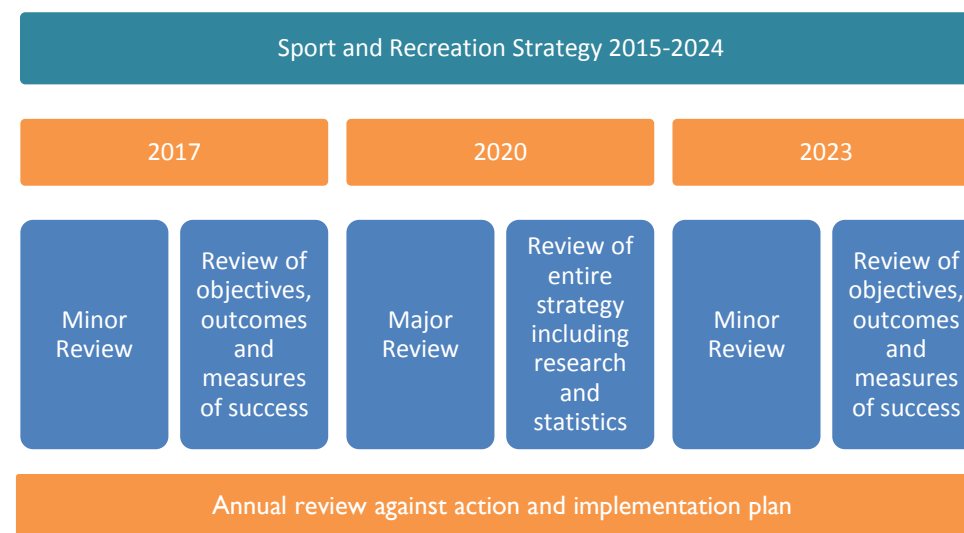 Sport and Recreation Strategy 2015-2024
2017
2020
2023
Minor
Review
Review of
objectives,
outcomes
and
measures
of success
Major
Review
Review of
entire
strategy
including
research
and
statistics
Minor
Review
Review of
objectives,
outcomes
and
measures
of success
Annual review against action and implementation plan